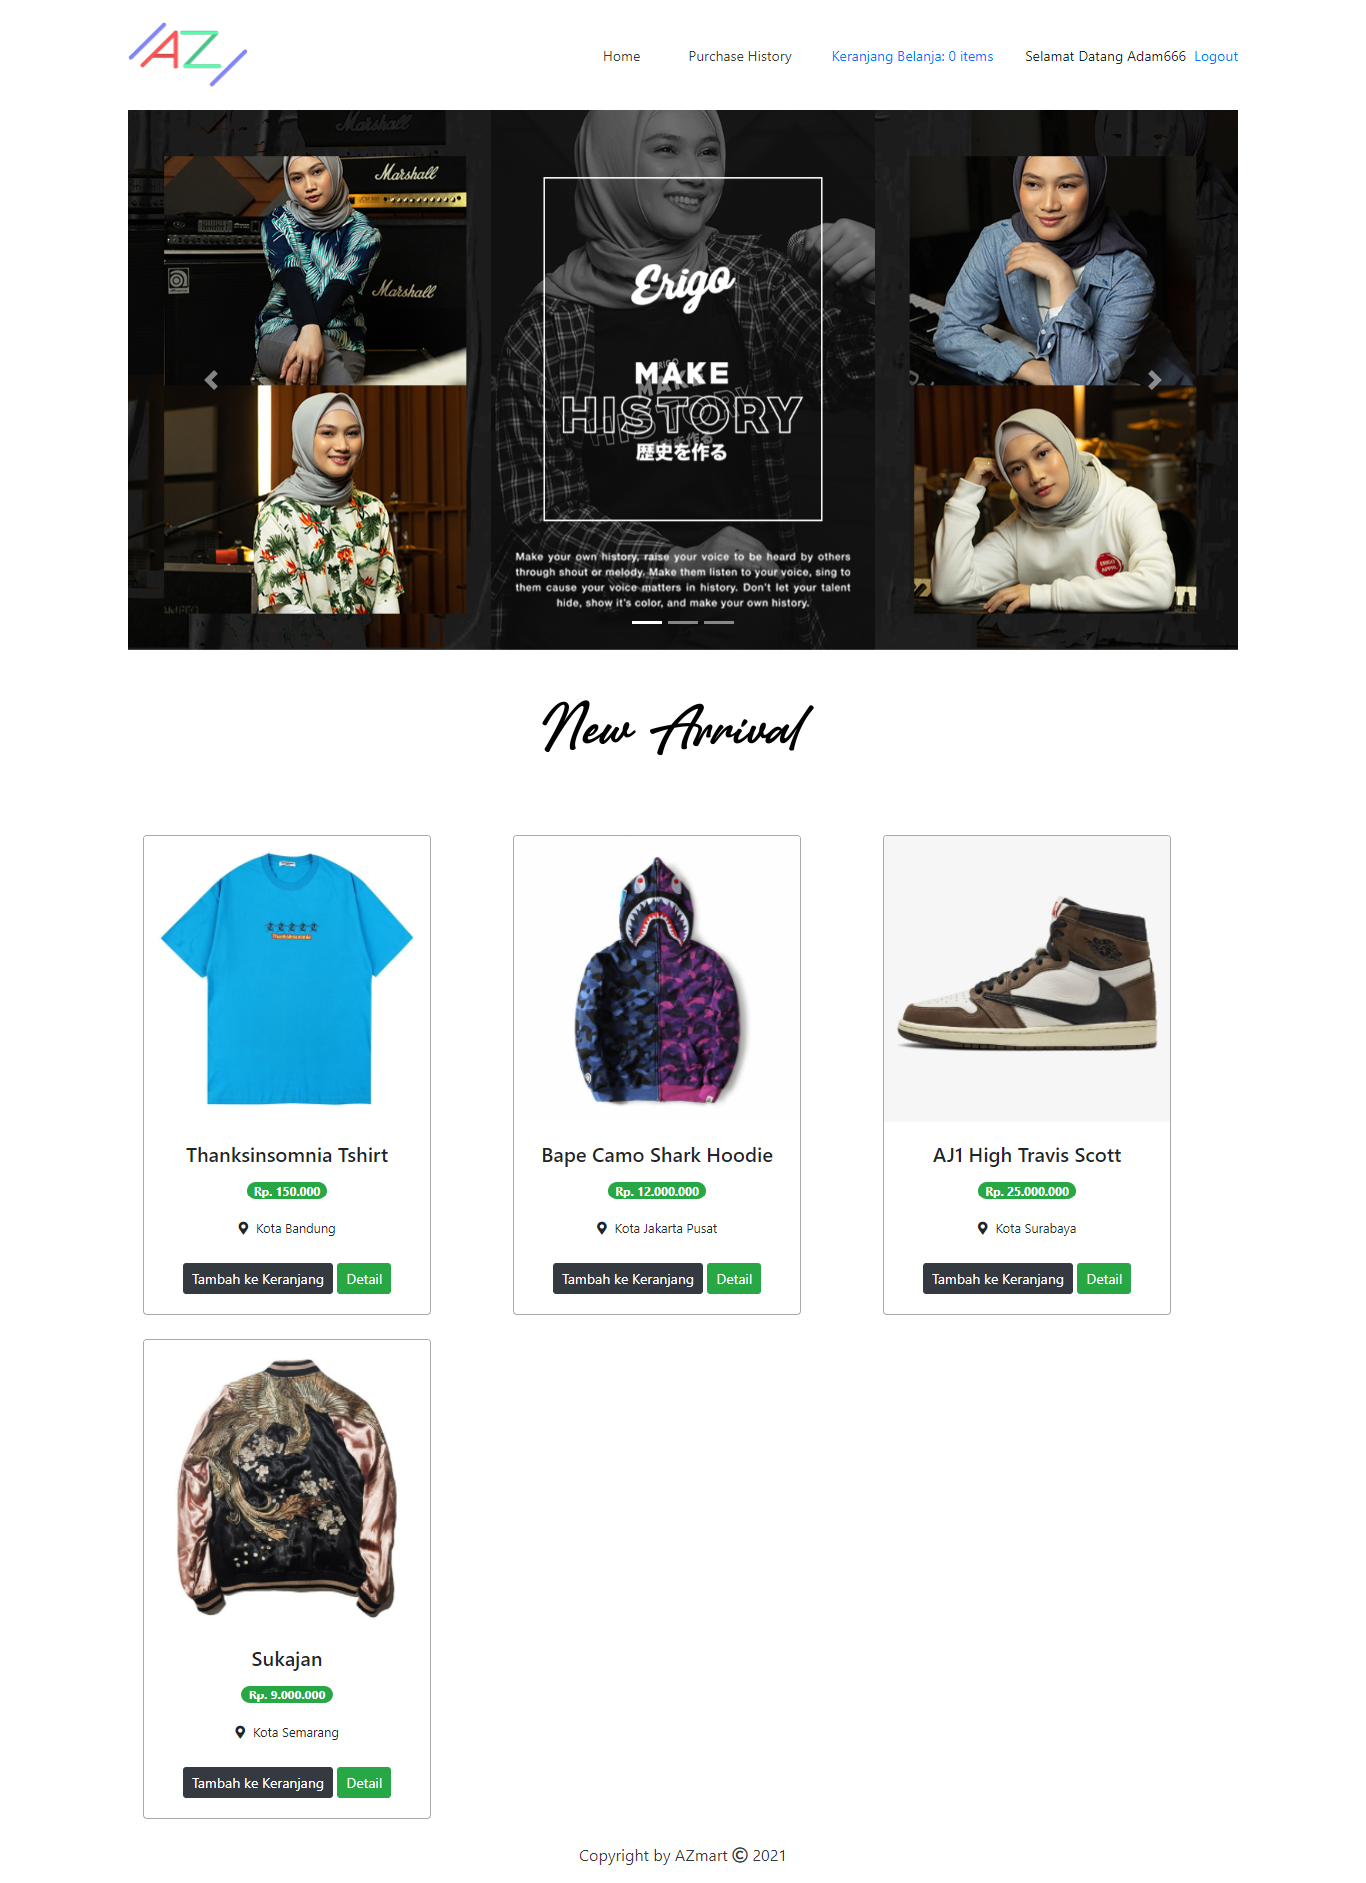 AZ
Home
Purchase History
Keranjang Belanja: 0 items
Selamat Datang Adam666
Logout
Marshall
Marshall
Marshall
Erigo
MAKE
HISTORY
歴史を作る
Make your own history, raise your voice to be heard by others
through shout or melody. Make them listen to your voice, sing to
them cause your voice matters in history. Don't let your talent
hide, show it's color, and make your own history.
ERIGO
New Arrival
Thanksinsomnia
Thanksinsomnia Tshirt
Rp. 150.000
Kota Bandung
Tambah ke Keranjang
Detail
Bape Camo Shark Hoodie
Rp. 12.000.000
Kota Jakarta Pusat
Tambah ke Keranjang
Detail
AJ1 High Travis Scott
Rp. 25.000.000
Kota Surabaya
Tambah ke Keranjang
Detail
Sukajan
Rp. 9.000.000
Kota Semarang
Tambah ke Keranjang
Detail
Copyright by AZmart © 2021